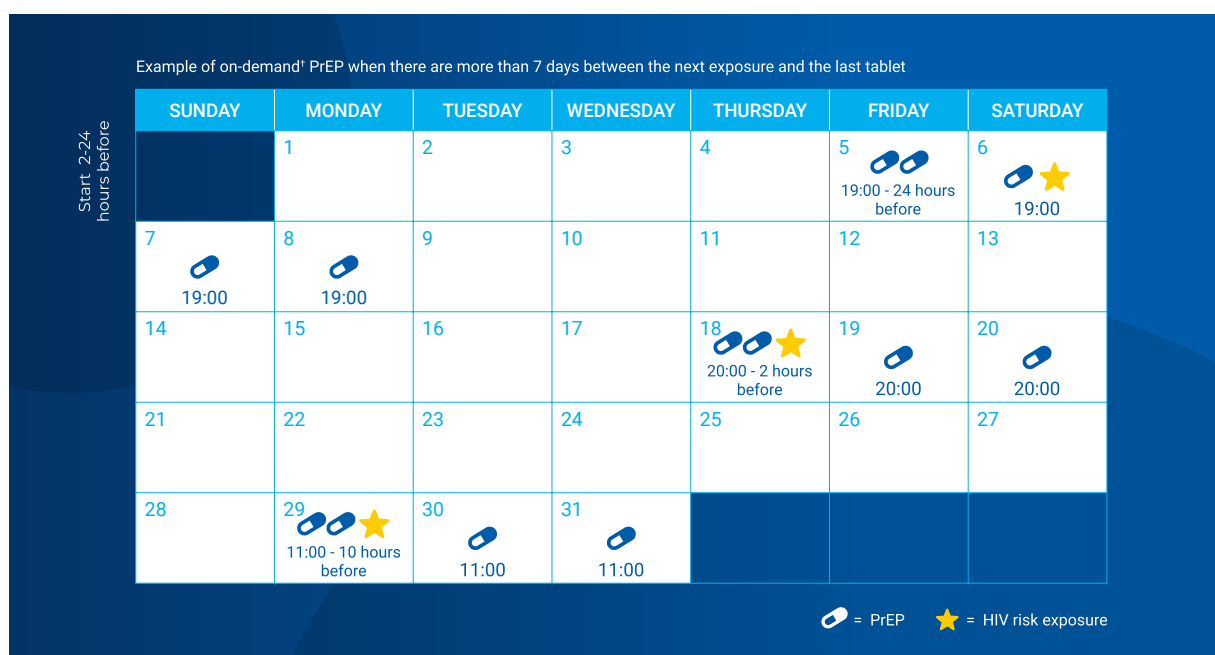 Example of on-demand† PrEP when there are more than 7 days between the next exposure and the last tablet
Start 2-24
hours before
SUNDAY MONDAY TUESDAY WEDNESDAY THURSDAY FRIDAY SATURDAY
1 2 3 4 5 6
19:00 - 24 hours
before
19:00
7 8 9 10 11 12 13
19:00 19:00
14 15 16 17 18 19 20
20:00 - 2 hours
before
20:00 20:00
21 22 23 24 25 26 27
28 29 30 31
11:00 - 10 hours
before
11:00 11:00
= PrEP = HIV risk exposure